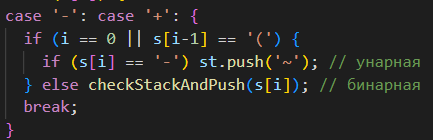 case '-': case '+': {
if (i == 0 || s[i-1] == '(') {
if (s[i] == '-') st.push('~'); // унарная
} else checkStackAndPush(s[i]); // бинарная
break;
}